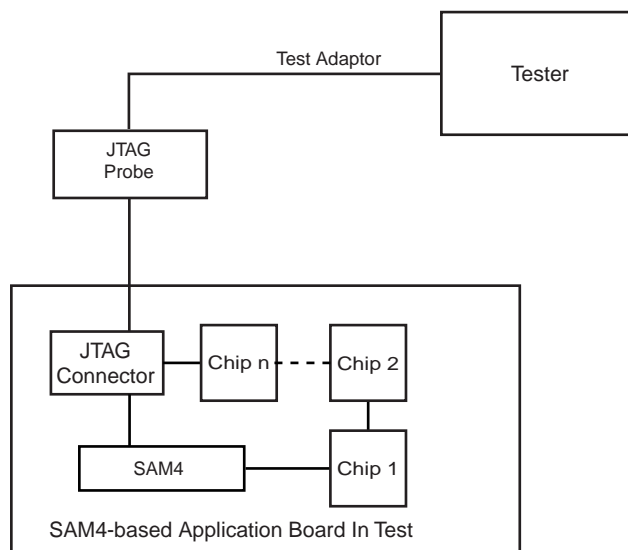 Test Adaptor
Tester
JTAG
Probe
JTAG
Connector
Chip n
Chip 2
SAM4
Chip 1
SAM4-based Application Board In Test